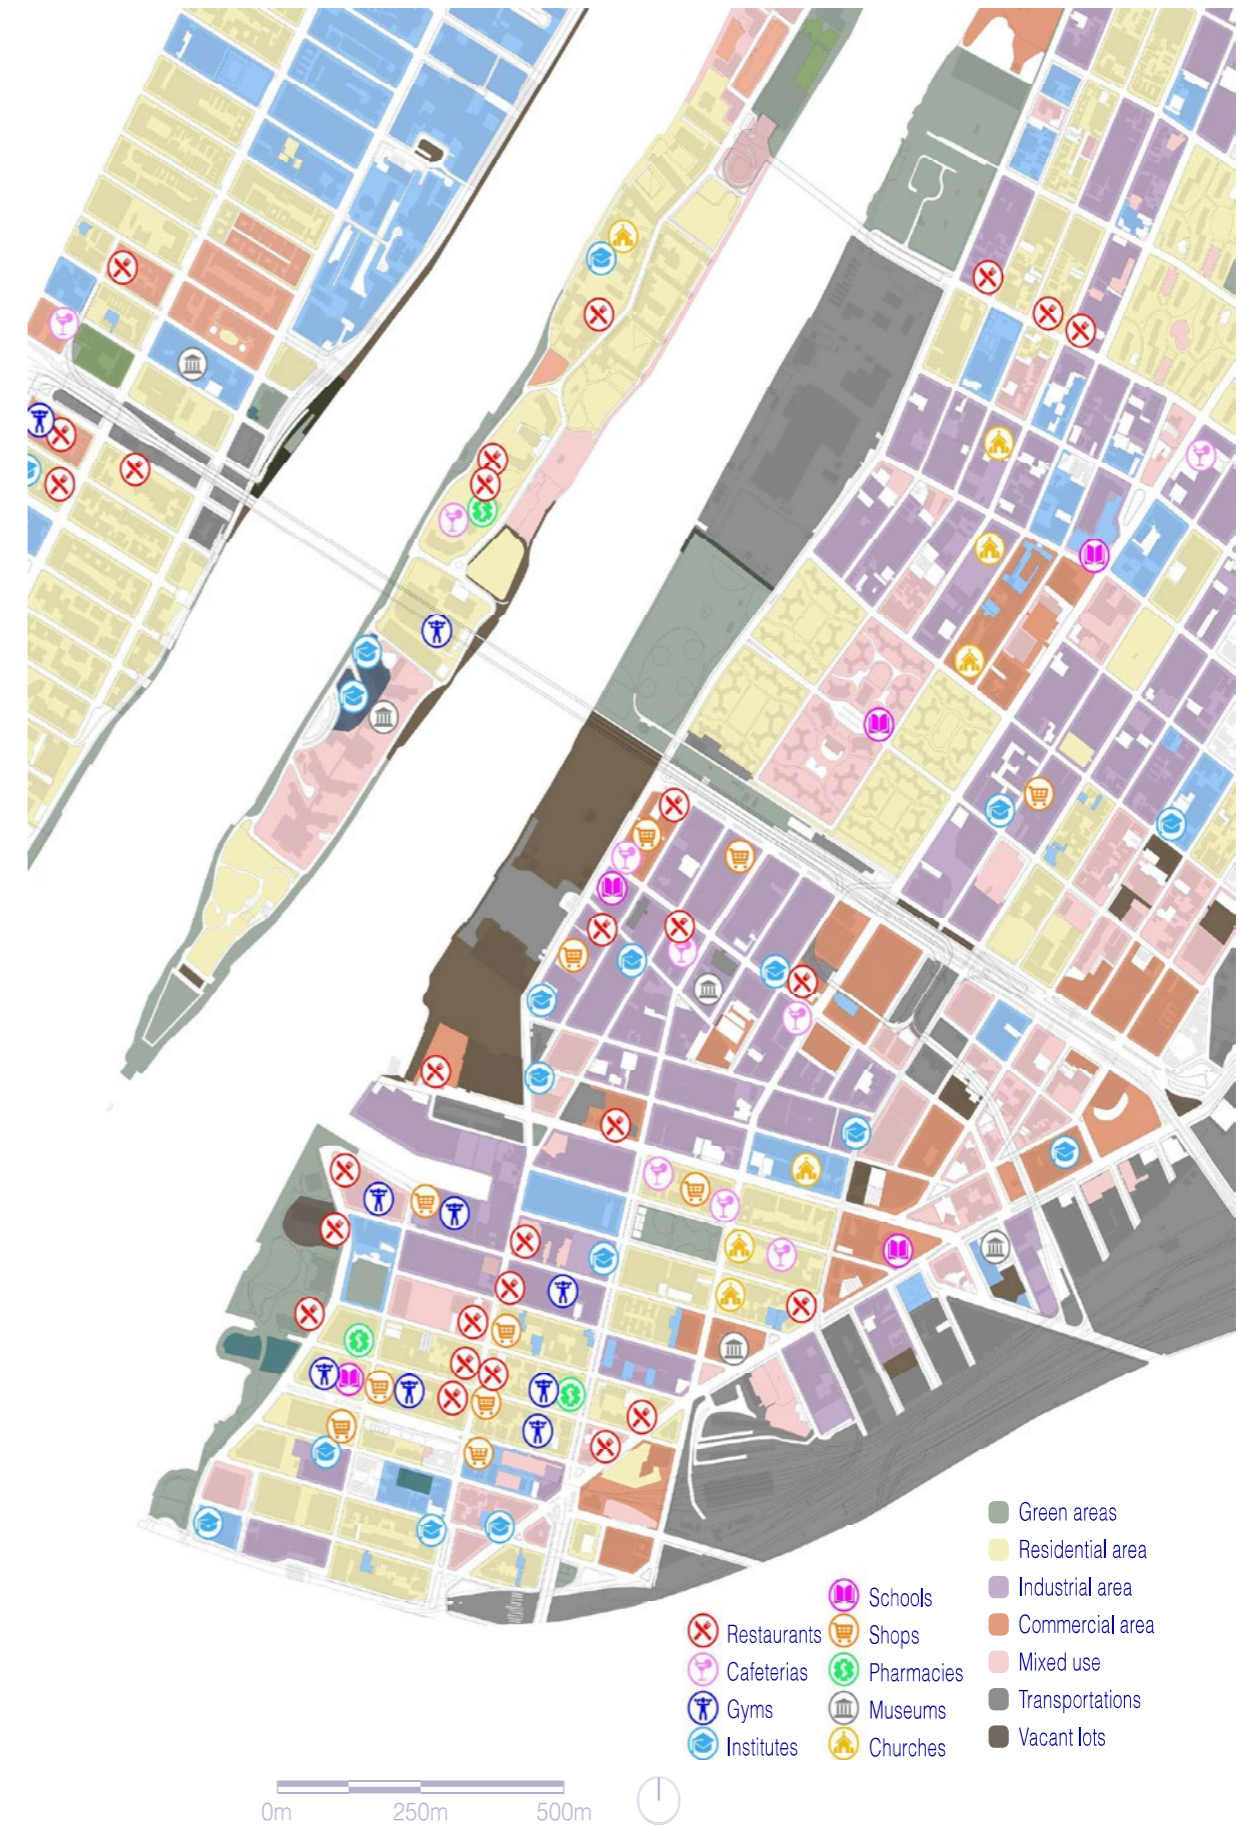 Green areas
Residential area
Industrial area
Schools
Commercial area
Restaurants
Shops
Mixed use
Cafeterias
Pharmacies
Transportations
Gyms
Museums
Vacant lots
Institutes
Churches
0m
250m
500m